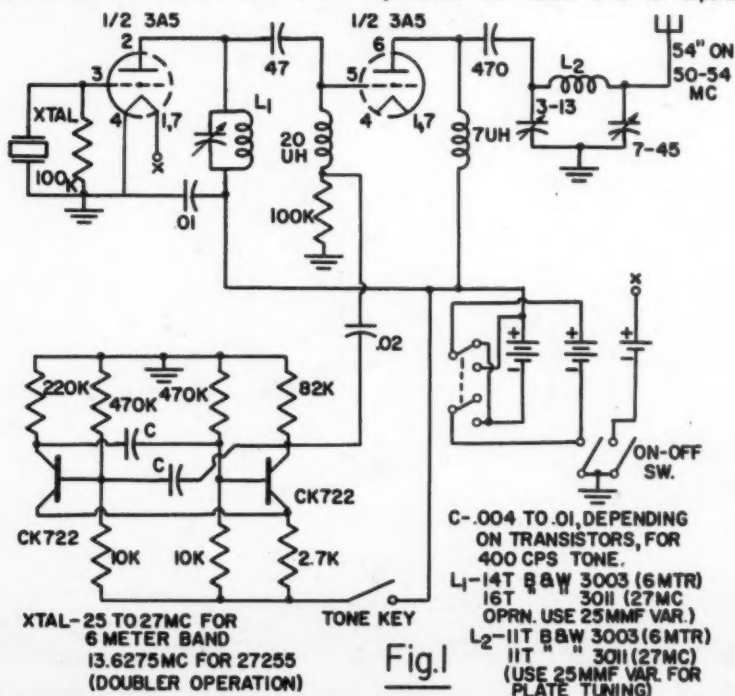 1/2 3A5
1/2 3A5
2
6
47
470
L2
54" ON
50-54
MC
3
5
XTAL
4
1,7
4
1,7
L1
3-13
20
UH
7UH
7-45
100K
X
.01
100K
X
.02
+
-
+
-
+
-
220K
470K
470K
82K
C
C
ON-OFF
SW.
CK722
CK722
10K
10K
2.7K
C-.004 TO .01, DEPENDING
ON TRANSISTORS, FOR
400 CPS TONE.
L1-14T B&W 3003 (6 MTR)
16T " " 3011 (27MC
OPRN. USE 25MMF VAR.)
L2-11T B&W 3003 (6 MTR)
11T " " 3011 (27MC)
(USE 25MMF VAR. FOR
PLATE TUNING)
TONE KEY
XTAL-25 TO 27MC FOR
6 METER BAND
13.6275MC FOR 27255
(DOUBLER OPERATION)
Fig.1